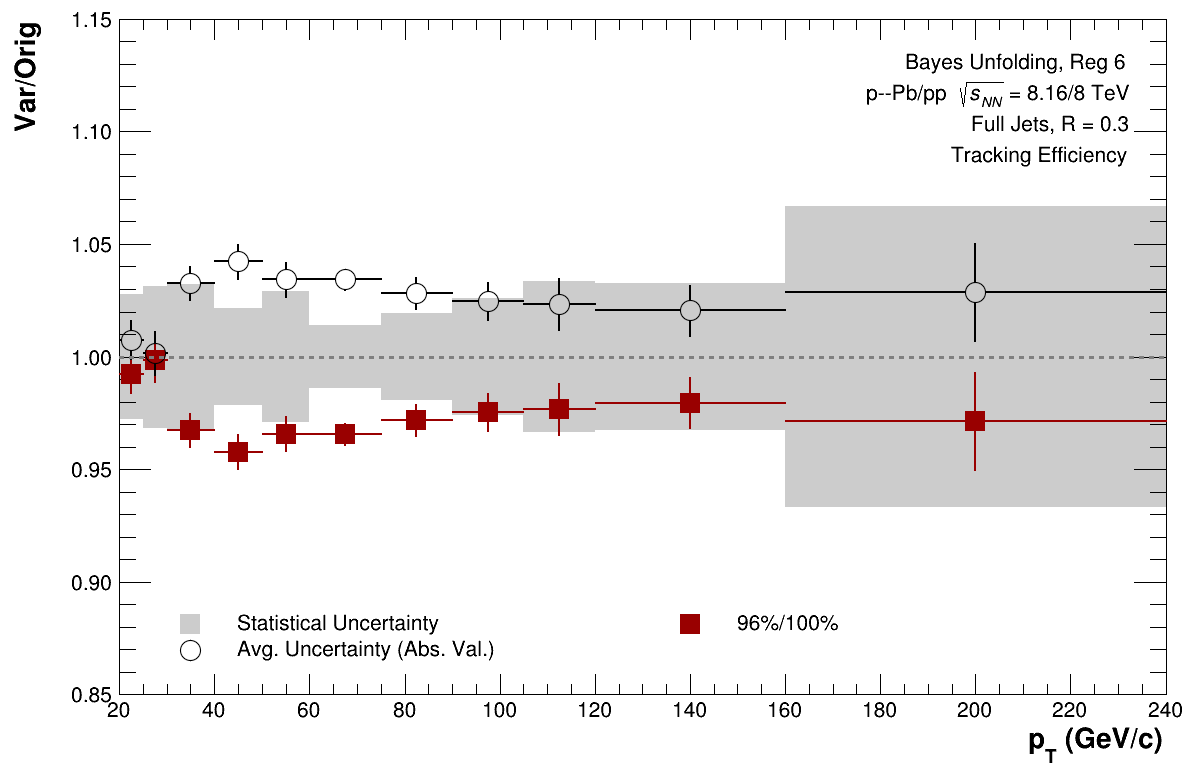 Var/Orig
1.15
1.10
1.05
1.00
0.95
0.90
0.85
Bayes Unfolding, Reg 6
p--Pb/pp √s_NN = 8.16/8 TeV
Full Jets, R = 0.3
Tracking Efficiency
Statistical Uncertainty
96%/100%
Avg. Uncertainty (Abs. Val.)
20 40 60 80 100 120 140 160 180 200 220 240
p_T (GeV/c)